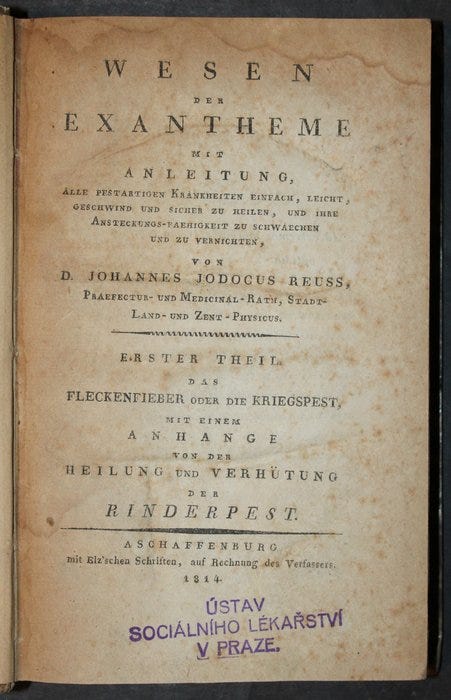 WESEN
DER
EXANTHEME
MIT
ANLEITUNG,
ALLE PESTARTIGEN KRANKHEITEN EINFACH, LEICHT,
GESCHWIND UND SICHER ZU HEILEN, UND IHRE
ANSTECKUNGS-FAEHIGKEIT ZU SCHWAECHEN
UND ZU VERNICHTEN,
VON
D. JOHANNES JODOCUS REUSS,
PRAEFECTUR- UND MEDICINAL-RATH, STADT-
LAND- UND ZENT-PHYSICUS.
ERSTER THEIL.
DAS
FLECKENFIEBER ODER DIE KRIEGSPEST,
MIT EINEM
ANHANGE
VON DER
HEILUNG UND VERHÜTUNG
DER
RINDERPEST.
ASCHAFFENBURG
mit Elz'schen Schriften, auf Rechnung des Verfassers.
1814.
ÚSTAV
SOCIÁLNÍHO LÉKAŘSTVÍ
V PRAZE.